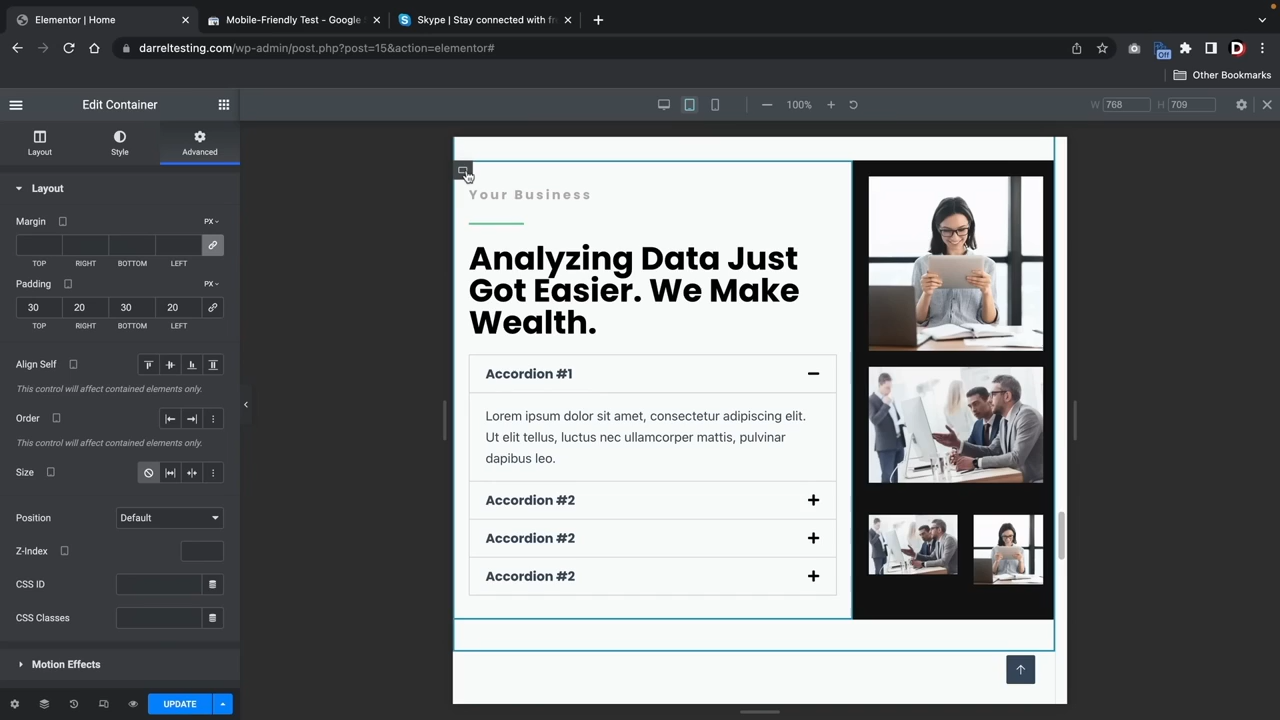 Elementor | Home
Mobile-Friendly Test - Google
Skype | Stay connected with fr
darreltesting.com/wp-admin/post.php?post=15&action=elementor#
Off
D
Other Bookmarks
Edit Container
100%
W 768
H 709
Layout
Style
Advanced
Layout
Margin
PX
TOP RIGHT BOTTOM LEFT
Padding
PX
30 20 30 20
TOP RIGHT BOTTOM LEFT
Align Self
This control will affect contained elements only.
Order
This control will affect contained elements only.
Size
Position
Default
Z-Index
CSS ID
CSS Classes
Motion Effects
UPDATE
Your Business
Analyzing Data Just
Got Easier. We Make
Wealth.
Accordion #1
Lorem ipsum dolor sit amet, consectetur adipiscing elit.
Ut elit tellus, luctus nec ullamcorper mattis, pulvinar
dapibus leo.
Accordion #2
Accordion #2
Accordion #2